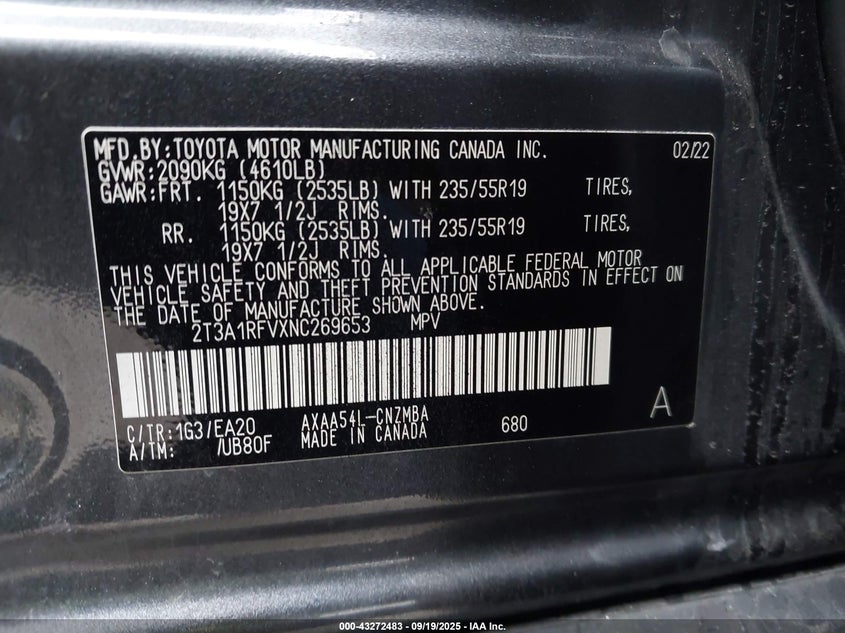 MFD.BY:TOYOTA MOTOR MANUFACTURING CANADA INC. 02/22
GVWR:2090KG (4610LB)
GAWR:FRT. 1150KG (2535LB) WITH 235/55R19 TIRES,
19X7 1/2J RIMS.
RR. 1150KG (2535LB) WITH 235/55R19 TIRES,
19X7 1/2J RIMS.
THIS VEHICLE CONFORMS TO ALL APPLICABLE FEDERAL MOTOR
VEHICLE SAFETY AND THEFT PREVENTION STANDARDS IN EFFECT ON
THE DATE OF MANUFACTURE SHOWN ABOVE.
2T3A1RFVXNC269653 MPV
C/TR:1G3/EA20 AXAA54L-CNZMBA 680 A
A/TM: /UB80F MADE IN CANADA
000-43272483 - 09/19/2025 - IAA Inc.